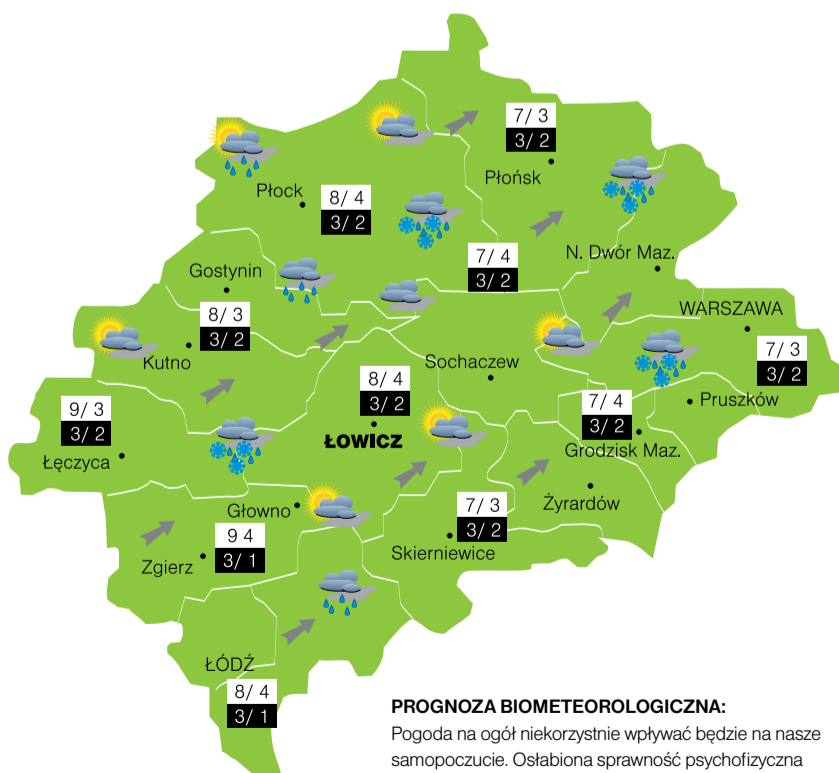 7/ 3
3/ 2
Płońsk
Płock
8/ 4
3/ 2
7/ 4
3/ 2
N. Dwór Maz.
Gostynin
8/ 3
3/ 2
Kutno
WARSZAWA
7/ 3
3/ 2
Sochaczew
8/ 4
3/ 2
ŁOWICZ
7/ 4
3/ 2
Pruszków
Grodzisk Maz.
9/ 3
3/ 2
Łęczyca
Głowno
7/ 3
3/ 2
Skierniewice
Żyrardów
9 4
3/ 1
Zgierz
ŁÓDŹ
8/ 4
3/ 1
PROGNOZA BIOMETEOROLOGICZNA:
Pogoda na ogół niekorzystnie wpływać będzie na nasze
samopoczucie. Osłabiona sprawność psychofizyczna